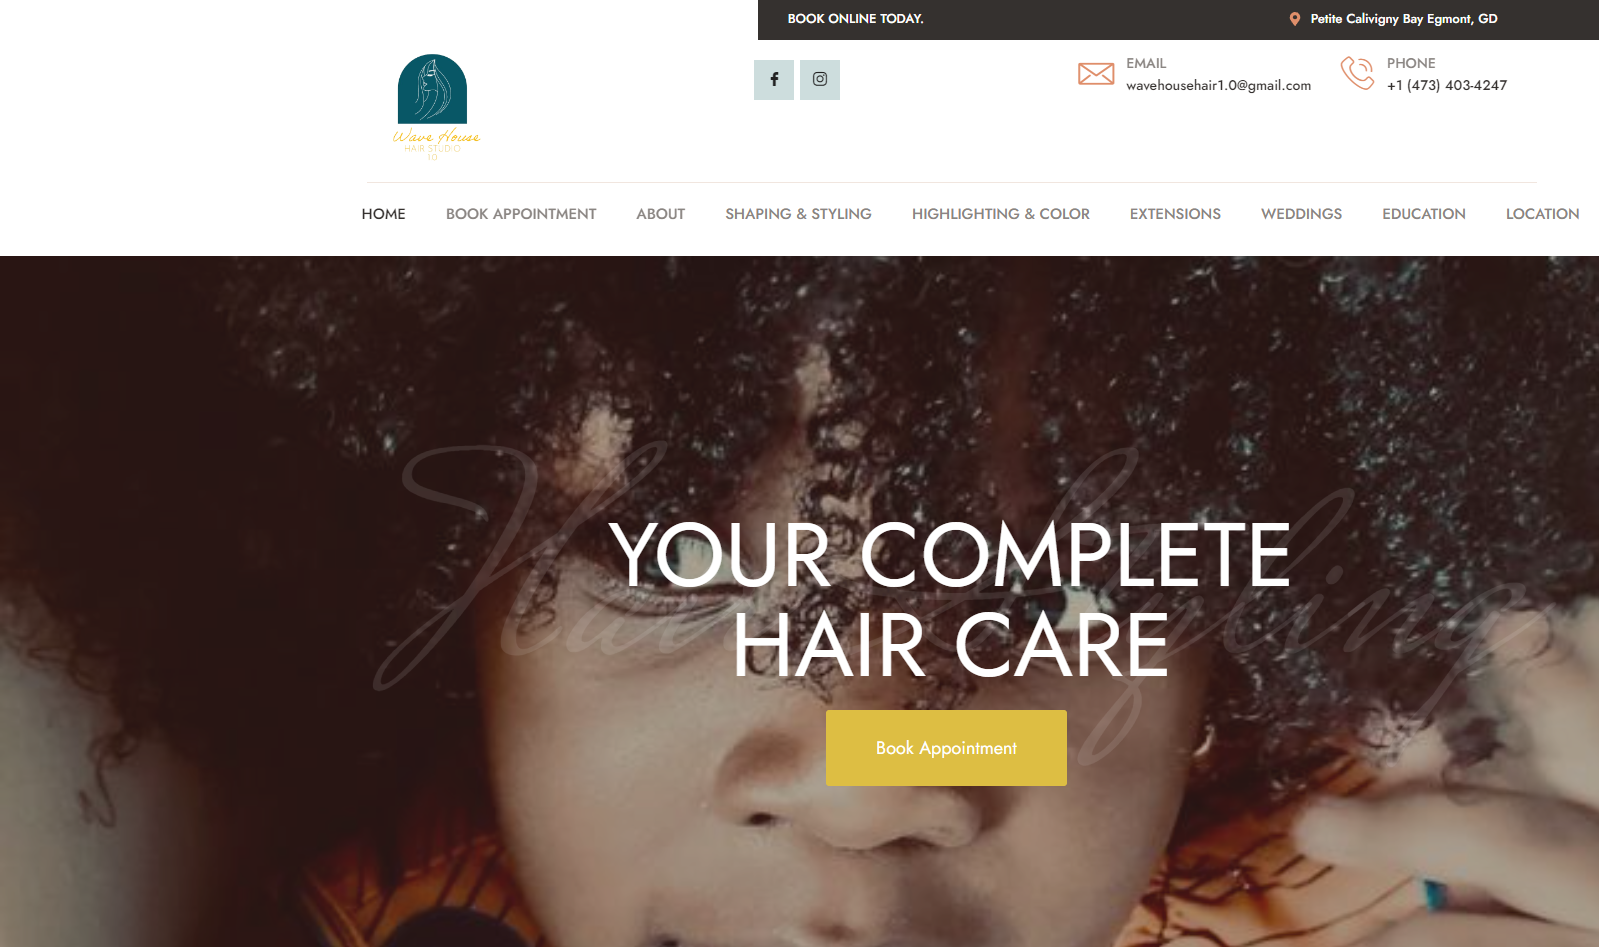 BOOK ONLINE TODAY.
Petite Calivigny Bay Egmont, GD
Wave House
HAIR STUDIO
1.0
EMAIL
wavehousehair1.0@gmail.com
PHONE
+1 (473) 403-4247
HOME BOOK APPOINTMENT ABOUT SHAPING & STYLING HIGHLIGHTING & COLOR EXTENSIONS WEDDINGS EDUCATION LOCATION
Hair Styling
YOUR COMPLETE
HAIR CARE
Book Appointment